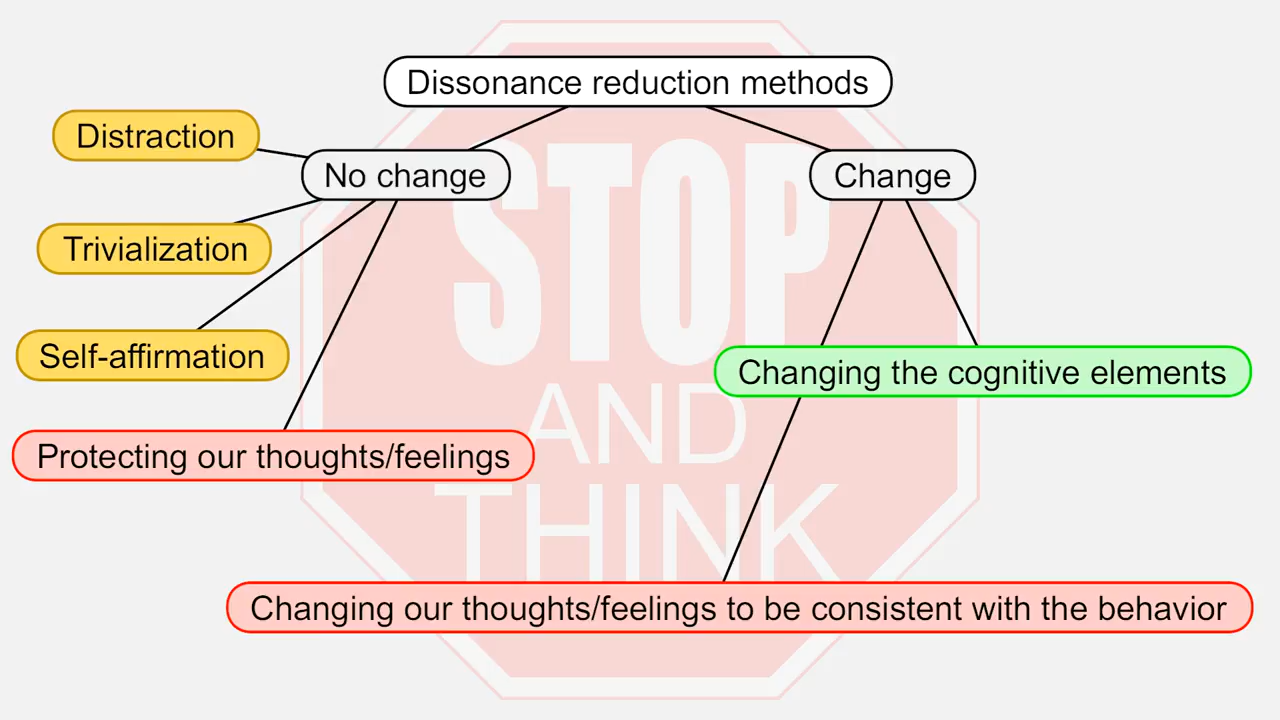 Dissonance reduction methods
Distraction
No change
Change
Trivialization
Self-affirmation
Changing the cognitive elements
Protecting our thoughts/feelings
Changing our thoughts/feelings to be consistent with the behavior
STOP
AND
THINK